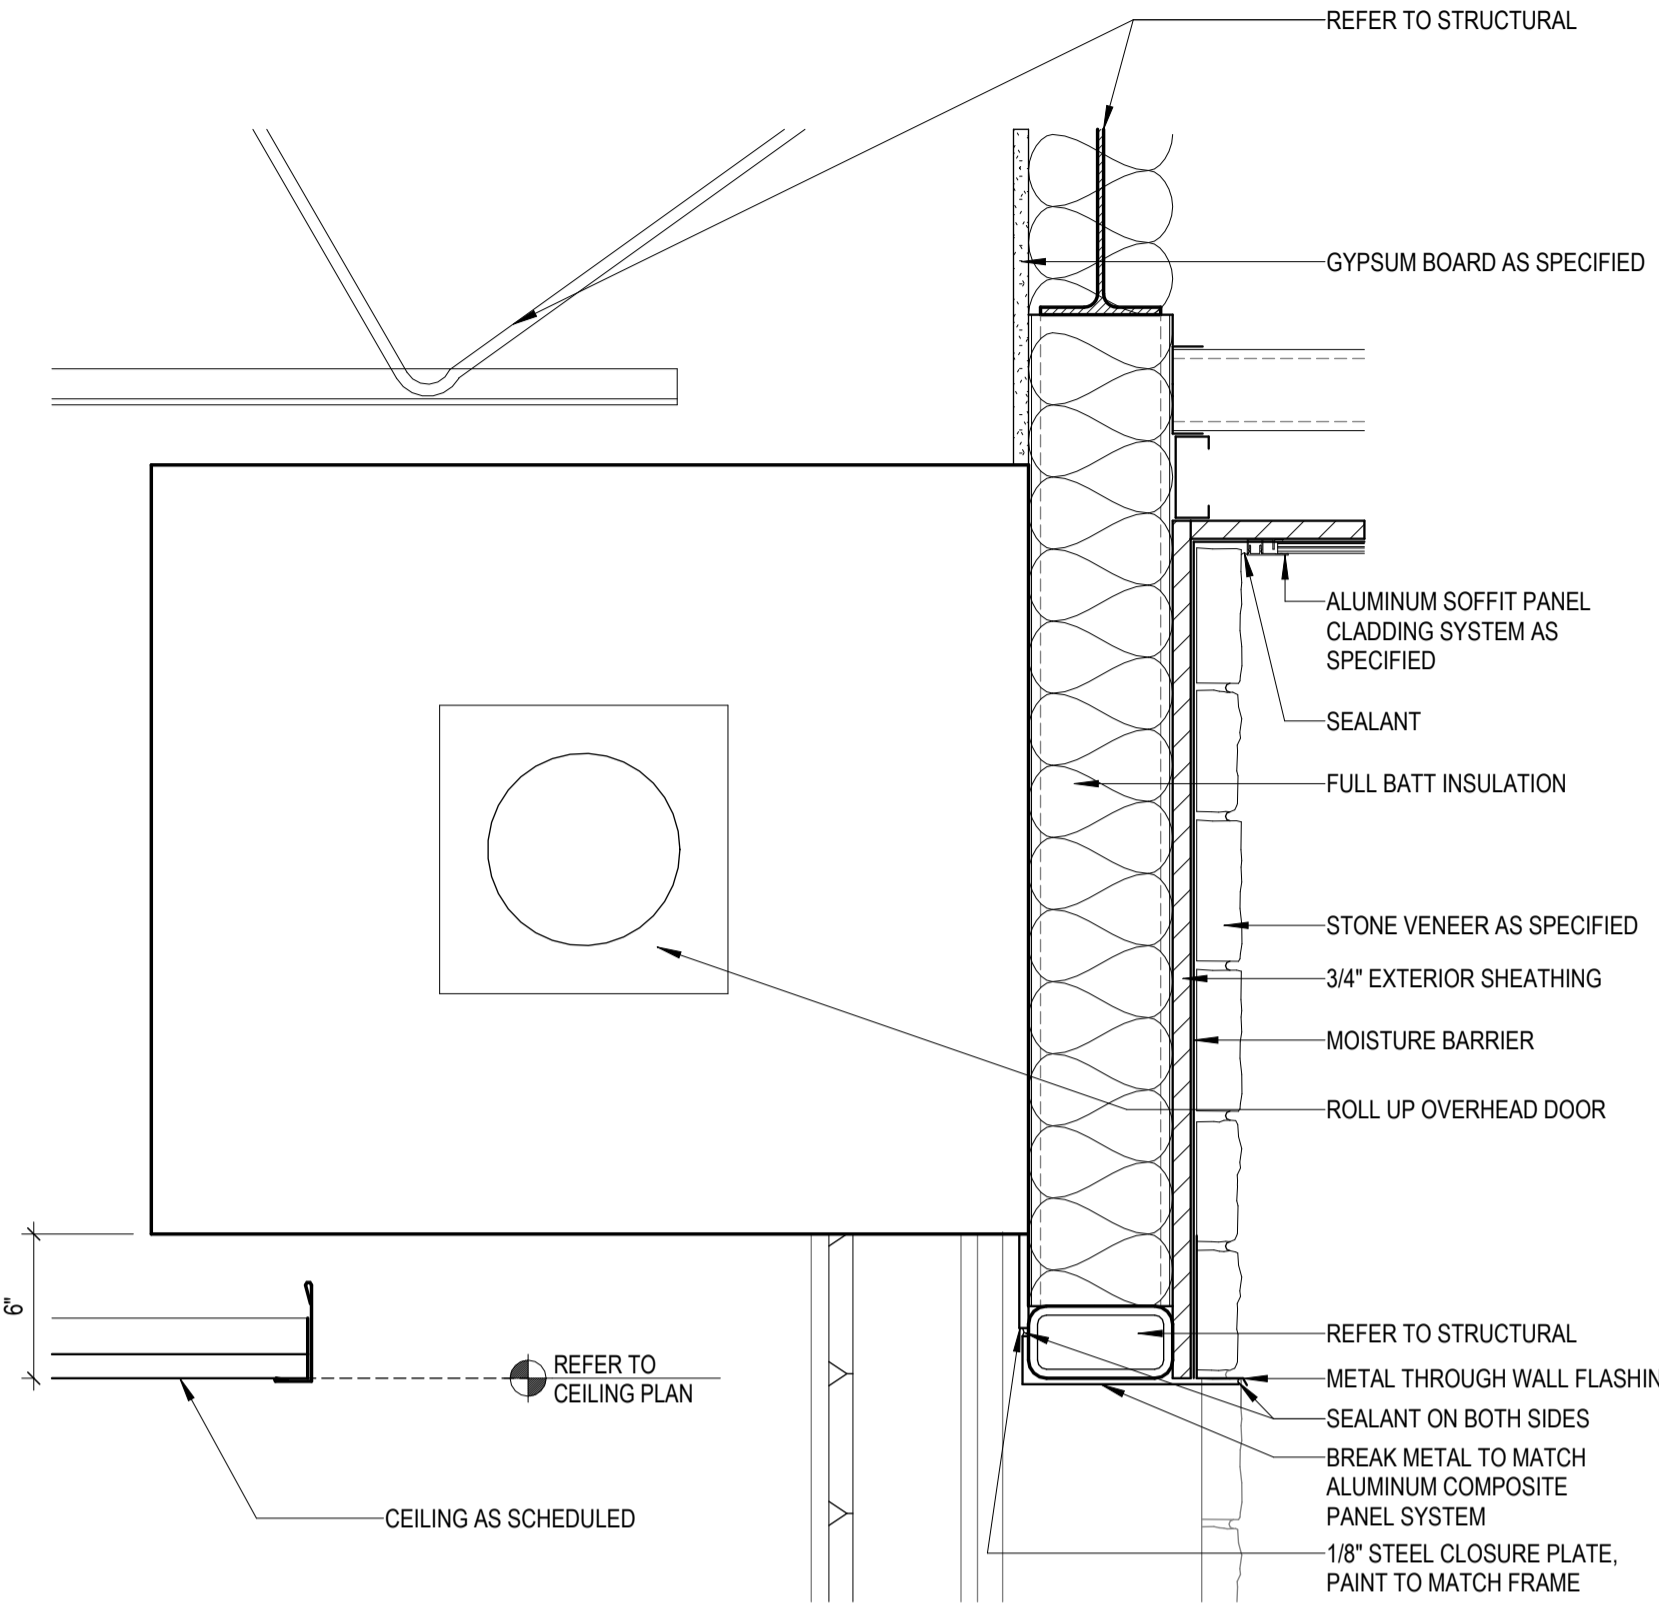 REFER TO STRUCTURAL
GYPSUM BOARD AS SPECIFIED
ALUMINUM SOFFIT PANEL
CLADDING SYSTEM AS
SPECIFIED
SEALANT
FULL BATT INSULATION
STONE VENEER AS SPECIFIED
3/4" EXTERIOR SHEATHING
MOISTURE BARRIER
ROLL UP OVERHEAD DOOR
6"
REFER TO
CEILING PLAN
CEILING AS SCHEDULED
REFER TO STRUCTURAL
METAL THROUGH WALL FLASHIN
SEALANT ON BOTH SIDES
BREAK METAL TO MATCH
ALUMINUM COMPOSITE
PANEL SYSTEM
1/8" STEEL CLOSURE PLATE,
PAINT TO MATCH FRAME